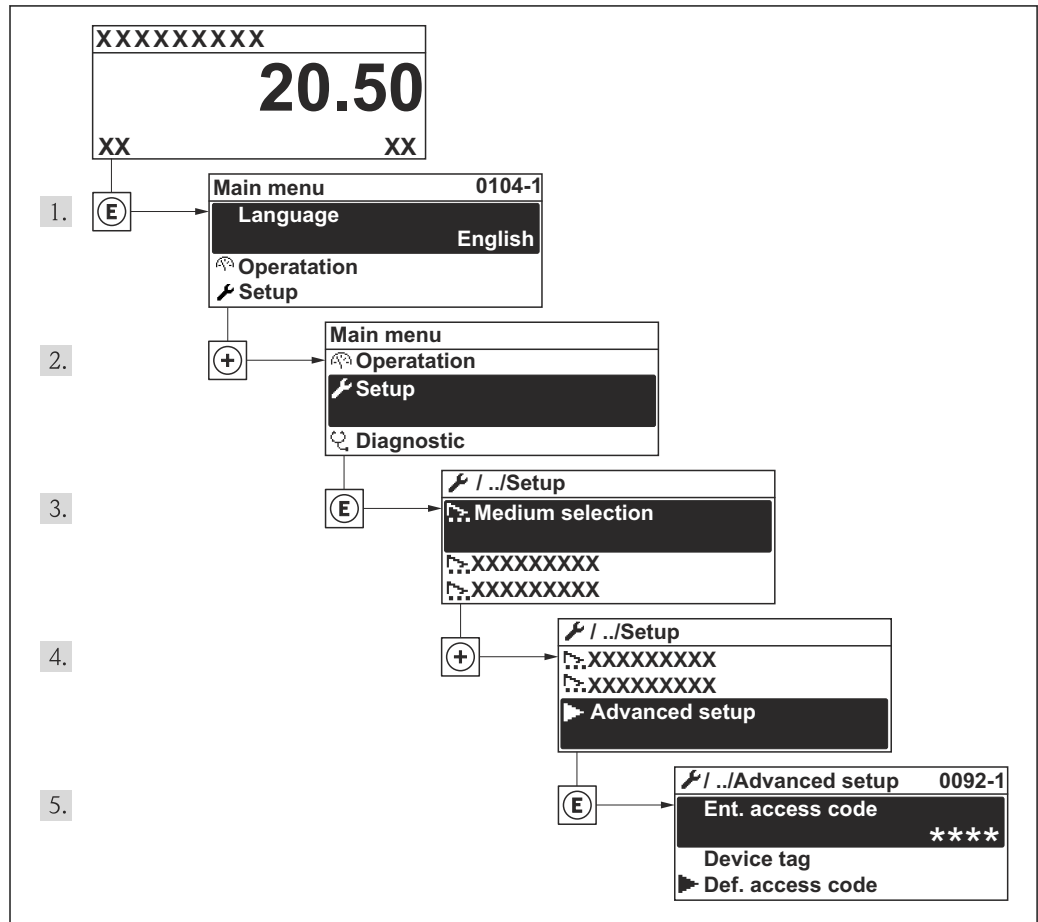 XXXXXXXXX
20.50
XX XX
1. E
Main menu 0104-1
Language
English
Operatation
Setup
2. +
Main menu
Operatation
Setup
Diagnostic
3. E
/ ../Setup
Medium selection
XXXXXXXXX
XXXXXXXXX
4. +
/ ../Setup
XXXXXXXXX
XXXXXXXXX
Advanced setup
5. E
/ ../Advanced setup 0092-1
Ent. access code
****
Device tag
Def. access code